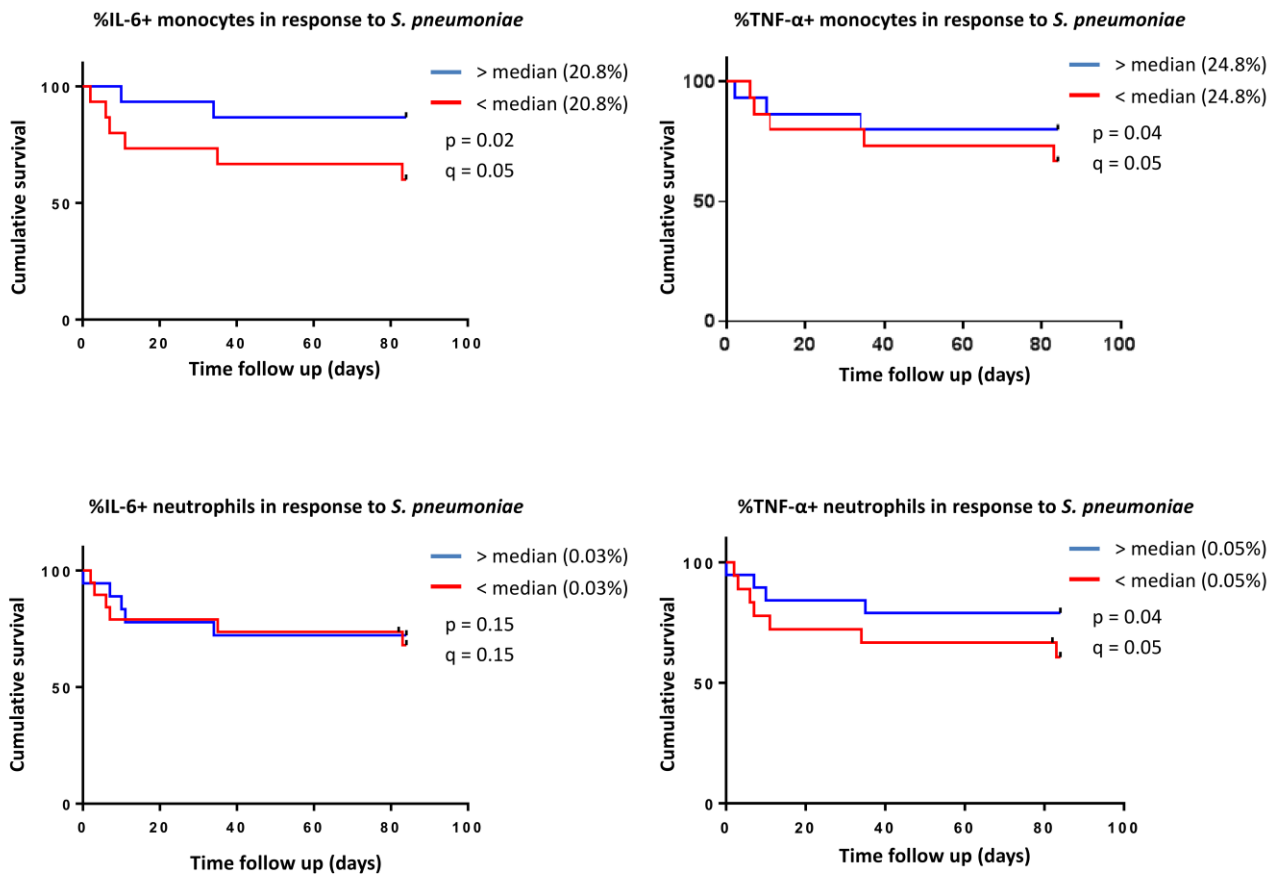 %IL-6+ monocytes in response to S. pneumoniae
> median (20.8%)
< median (20.8%)
p = 0.02
q = 0.05
Cumulative survival
100
50
0
0 20 40 60 80 100
Time follow up (days)
%TNF-α+ monocytes in response to S. pneumoniae
> median (24.8%)
< median (24.8%)
p = 0.04
q = 0.05
Cumulative survival
100
50
0
0 20 40 60 80 100
Time follow up (days)
%IL-6+ neutrophils in response to S. pneumoniae
> median (0.03%)
< median (0.03%)
p = 0.15
q = 0.15
Cumulative survival
100
50
0
0 20 40 60 80 100
Time follow up (days)
%TNF-α+ neutrophils in response to S. pneumoniae
> median (0.05%)
< median (0.05%)
p = 0.04
q = 0.05
Cumulative survival
100
50
0
0 20 40 60 80 100
Time follow up (days)